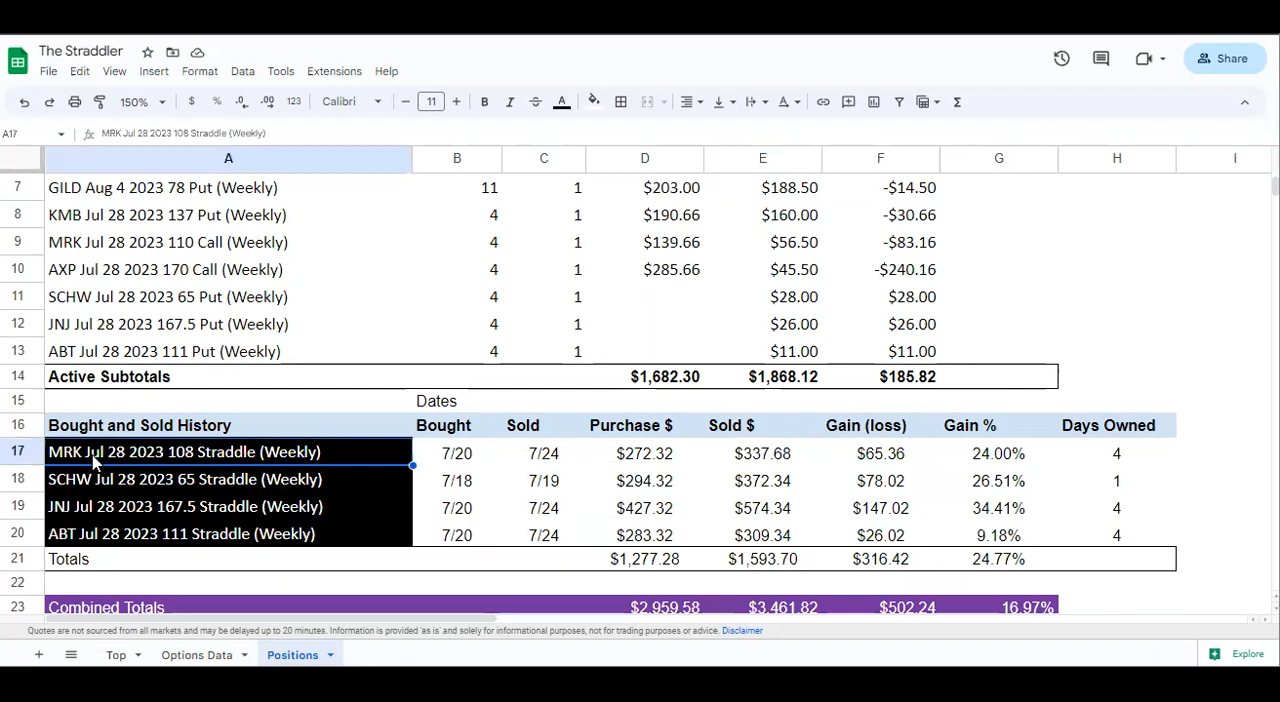 The Straddler
File Edit View Insert Format Data Tools Extensions Help
Share
150% $ % .0 .00 123 Calibri 11 B I A Σ
A17 fx MRK Jul 28 2023 108 Straddle (Weekly)
A B C D E F G H I
7 GILD Aug 4 2023 78 Put (Weekly) 11 1 $203.00 $188.50 -$14.50
8 KMB Jul 28 2023 137 Put (Weekly) 4 1 $190.66 $160.00 -$30.66
9 MRK Jul 28 2023 110 Call (Weekly) 4 1 $139.66 $56.50 -$83.16
10 AXP Jul 28 2023 170 Call (Weekly) 4 1 $285.66 $45.50 -$240.16
11 SCHW Jul 28 2023 65 Put (Weekly) 4 1 $28.00 $28.00
12 JNJ Jul 28 2023 167.5 Put (Weekly) 4 1 $26.00 $26.00
13 ABT Jul 28 2023 111 Put (Weekly) 4 1 $11.00 $11.00
14 Active Subtotals $1,682.30 $1,868.12 $185.82
15 Dates
16 Bought and Sold History Bought Sold Purchase $ Sold $ Gain (loss) Gain % Days Owned
17 MRK Jul 28 2023 108 Straddle (Weekly) 7/20 7/24 $272.32 $337.68 $65.36 24.00% 4
18 SCHW Jul 28 2023 65 Straddle (Weekly) 7/18 7/19 $294.32 $372.34 $78.02 26.51% 1
19 JNJ Jul 28 2023 167.5 Straddle (Weekly) 7/20 7/24 $427.32 $574.34 $147.02 34.41% 4
20 ABT Jul 28 2023 111 Straddle (Weekly) 7/20 7/24 $283.32 $309.34 $26.02 9.18% 4
21 Totals $1,277.28 $1,593.70 $316.42 24.77%
22
23 Combined Totals $2,959.58 $3,461.82 $502.24 16.97%
Quotes are not sourced from all markets and may be delayed up to 20 minutes. Information is provided 'as is' and solely for informational purposes, not for trading purposes or advice. Disclaimer
+ Top Options Data Positions Explore